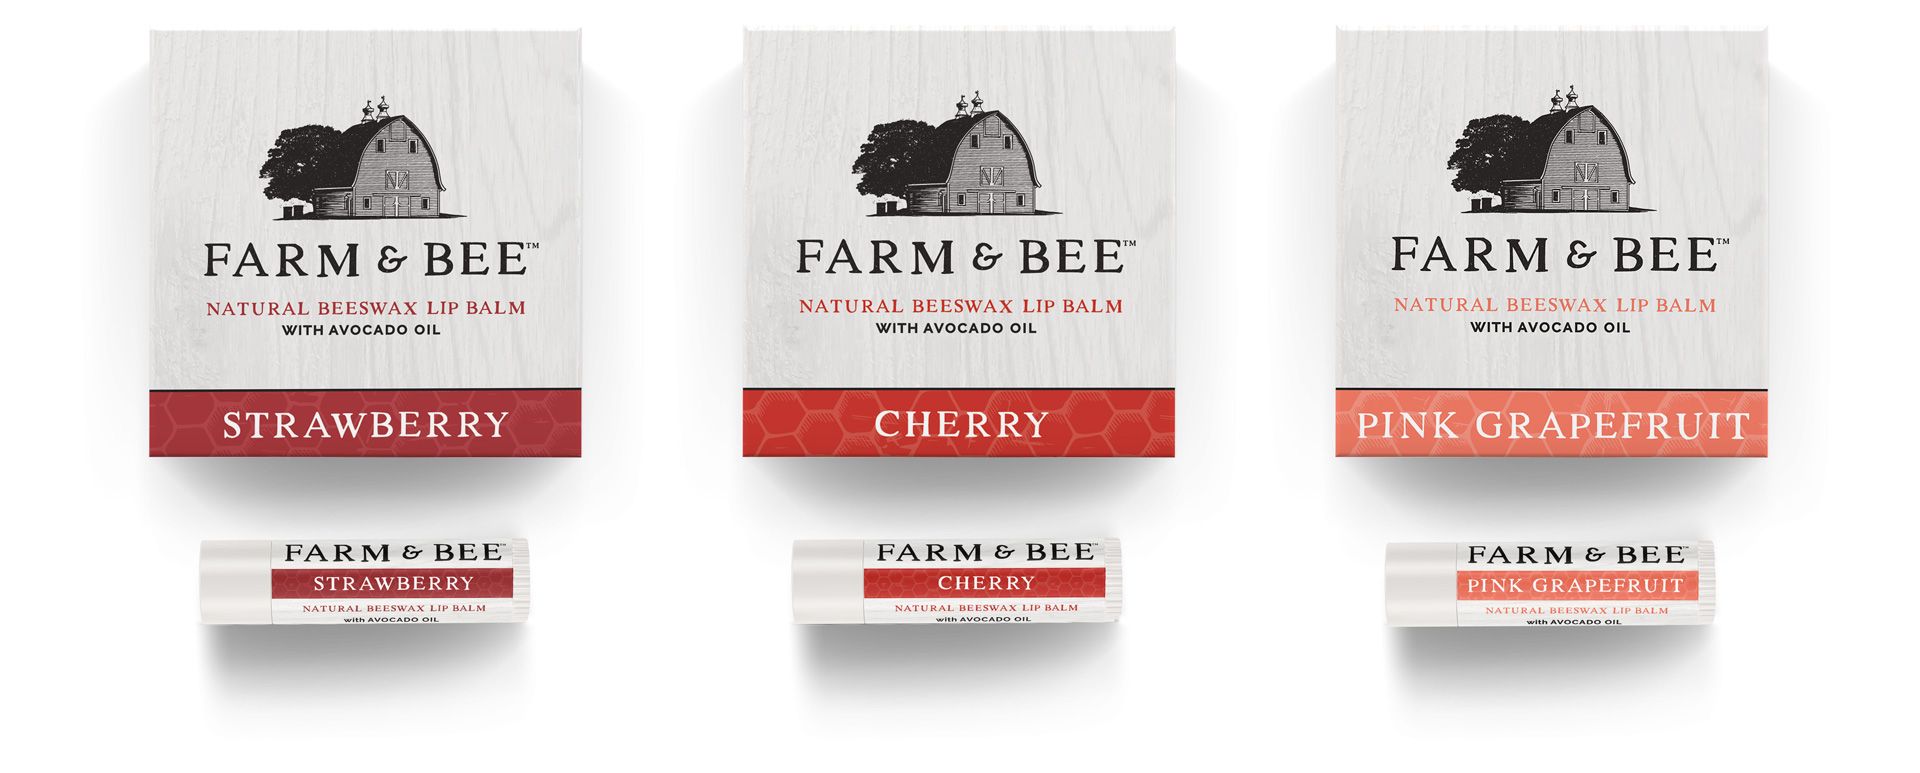 FARM & BEE™
NATURAL BEESWAX LIP BALM
WITH AVOCADO OIL
STRAWBERRY
FARM & BEE™
NATURAL BEESWAX LIP BALM
WITH AVOCADO OIL
CHERRY
FARM & BEE™
NATURAL BEESWAX LIP BALM
WITH AVOCADO OIL
PINK GRAPEFRUIT
FARM & BEE™
STRAWBERRY
NATURAL BEESWAX LIP BALM
with AVOCADO OIL
FARM & BEE™
CHERRY
NATURAL BEESWAX LIP BALM
with AVOCADO OIL
FARM & BEE™
PINK GRAPEFRUIT
NATURAL BEESWAX LIP BALM
with AVOCADO OIL